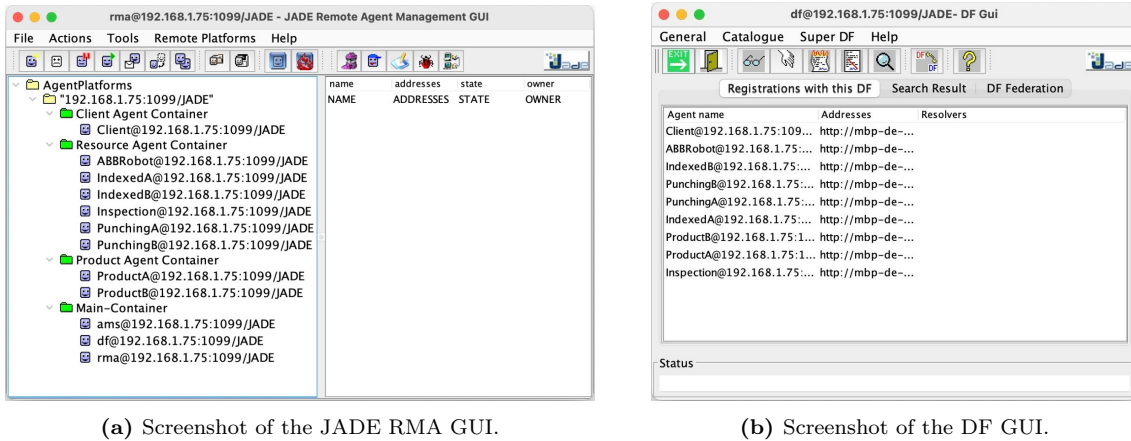 rma@192.168.1.75:1099/JADE - JADE Remote Agent Management GUI
File Actions Tools Remote Platforms Help
Jade
AgentPlatforms
"192.168.1.75:1099/JADE"
Client Agent Container
Client@192.168.1.75:1099/JADE
Resource Agent Container
ABBRobot@192.168.1.75:1099/JADE
IndexedA@192.168.1.75:1099/JADE
IndexedB@192.168.1.75:1099/JADE
Inspection@192.168.1.75:1099/JADE
PunchingA@192.168.1.75:1099/JADE
PunchingB@192.168.1.75:1099/JADE
Product Agent Container
ProductA@192.168.1.75:1099/JADE
ProductB@192.168.1.75:1099/JADE
Main-Container
ams@192.168.1.75:1099/JADE
df@192.168.1.75:1099/JADE
rma@192.168.1.75:1099/JADE
name addresses state owner
NAME ADDRESSES STATE OWNER
(a) Screenshot of the JADE RMA GUI.
df@192.168.1.75:1099/JADE- DF Gui
General Catalogue Super DF Help
EXIT DF DF Jade
Registrations with this DF Search Result DF Federation
Agent name Addresses Resolvers
Client@192.168.1.75:109... http://mbp-de-...
ABBRobot@192.168.1.75:... http://mbp-de-...
IndexedB@192.168.1.75:... http://mbp-de-...
PunchingB@192.168.1.75:... http://mbp-de-...
PunchingA@192.168.1.75:... http://mbp-de-...
IndexedA@192.168.1.75:... http://mbp-de-...
ProductB@192.168.1.75:1... http://mbp-de-...
ProductA@192.168.1.75:1... http://mbp-de-...
Inspection@192.168.1.75:... http://mbp-de-...
Status
(b) Screenshot of the DF GUI.